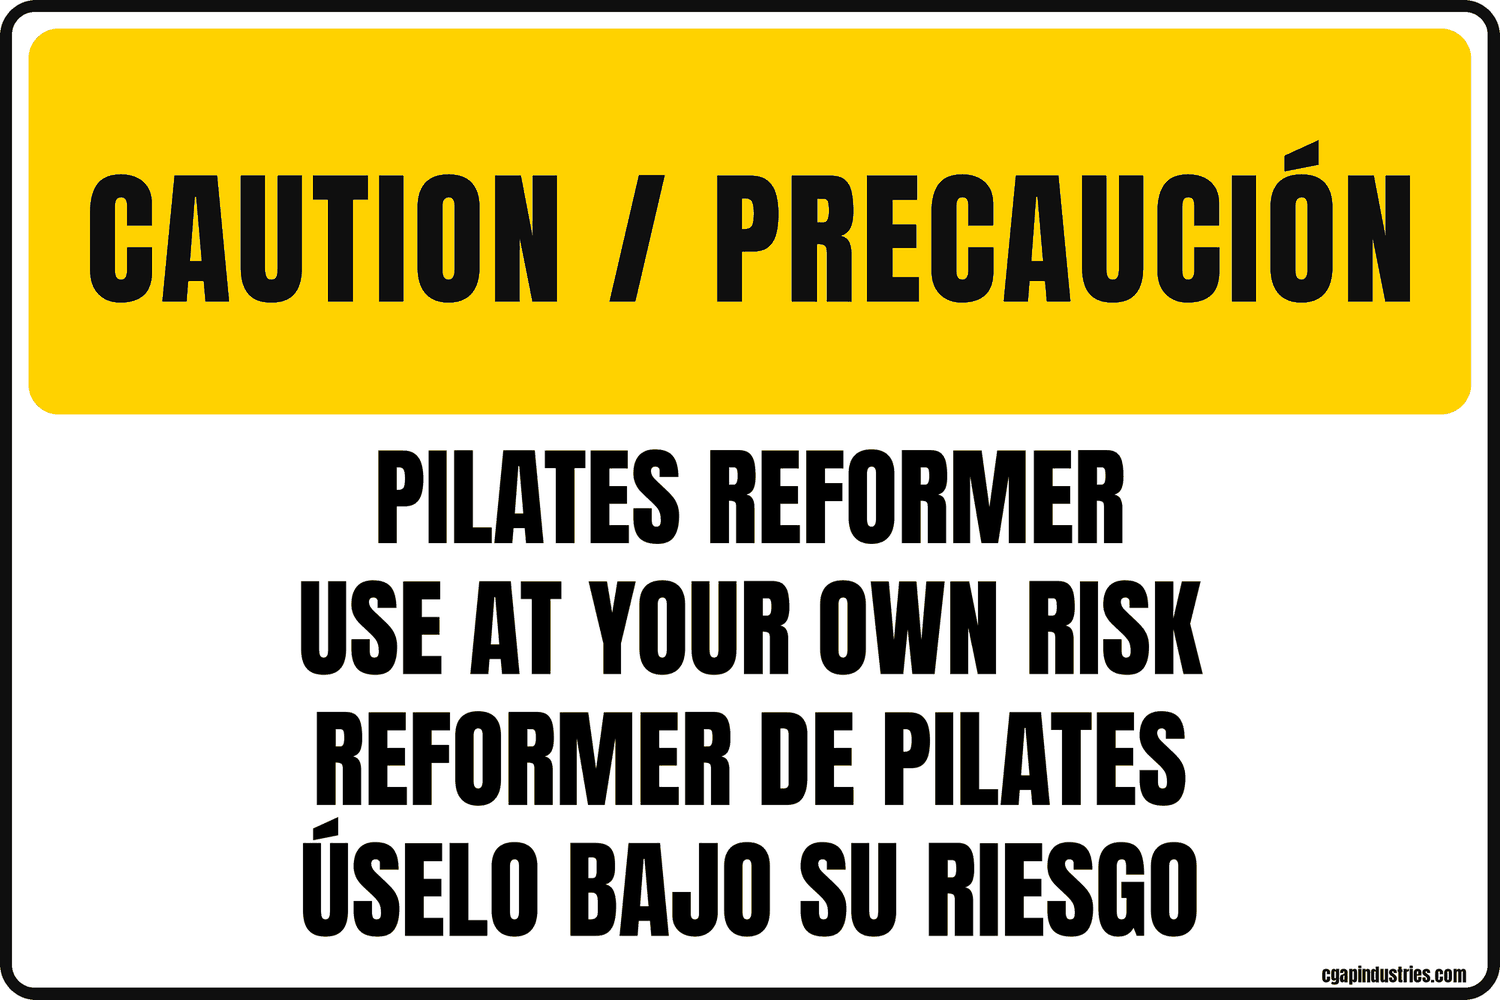 CAUTION / PRECAUCIÓN
PILATES REFORMER
USE AT YOUR OWN RISK
REFORMER DE PILATES
ÚSELO BAJO SU RIESGO
cgapindustries.com